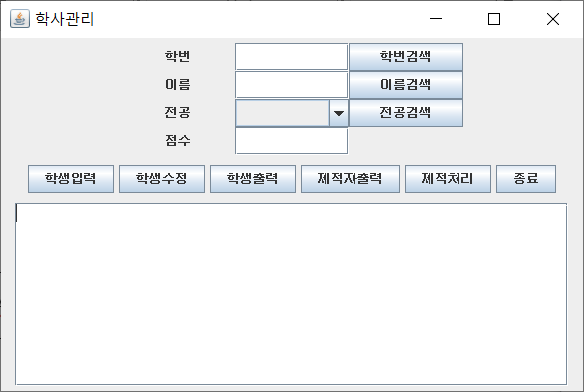 학사관리
학번 학번검색
이름 이름검색
전공 전공검색
점수
학생입력 학생수정 학생출력 제적자출력 제적처리 종료